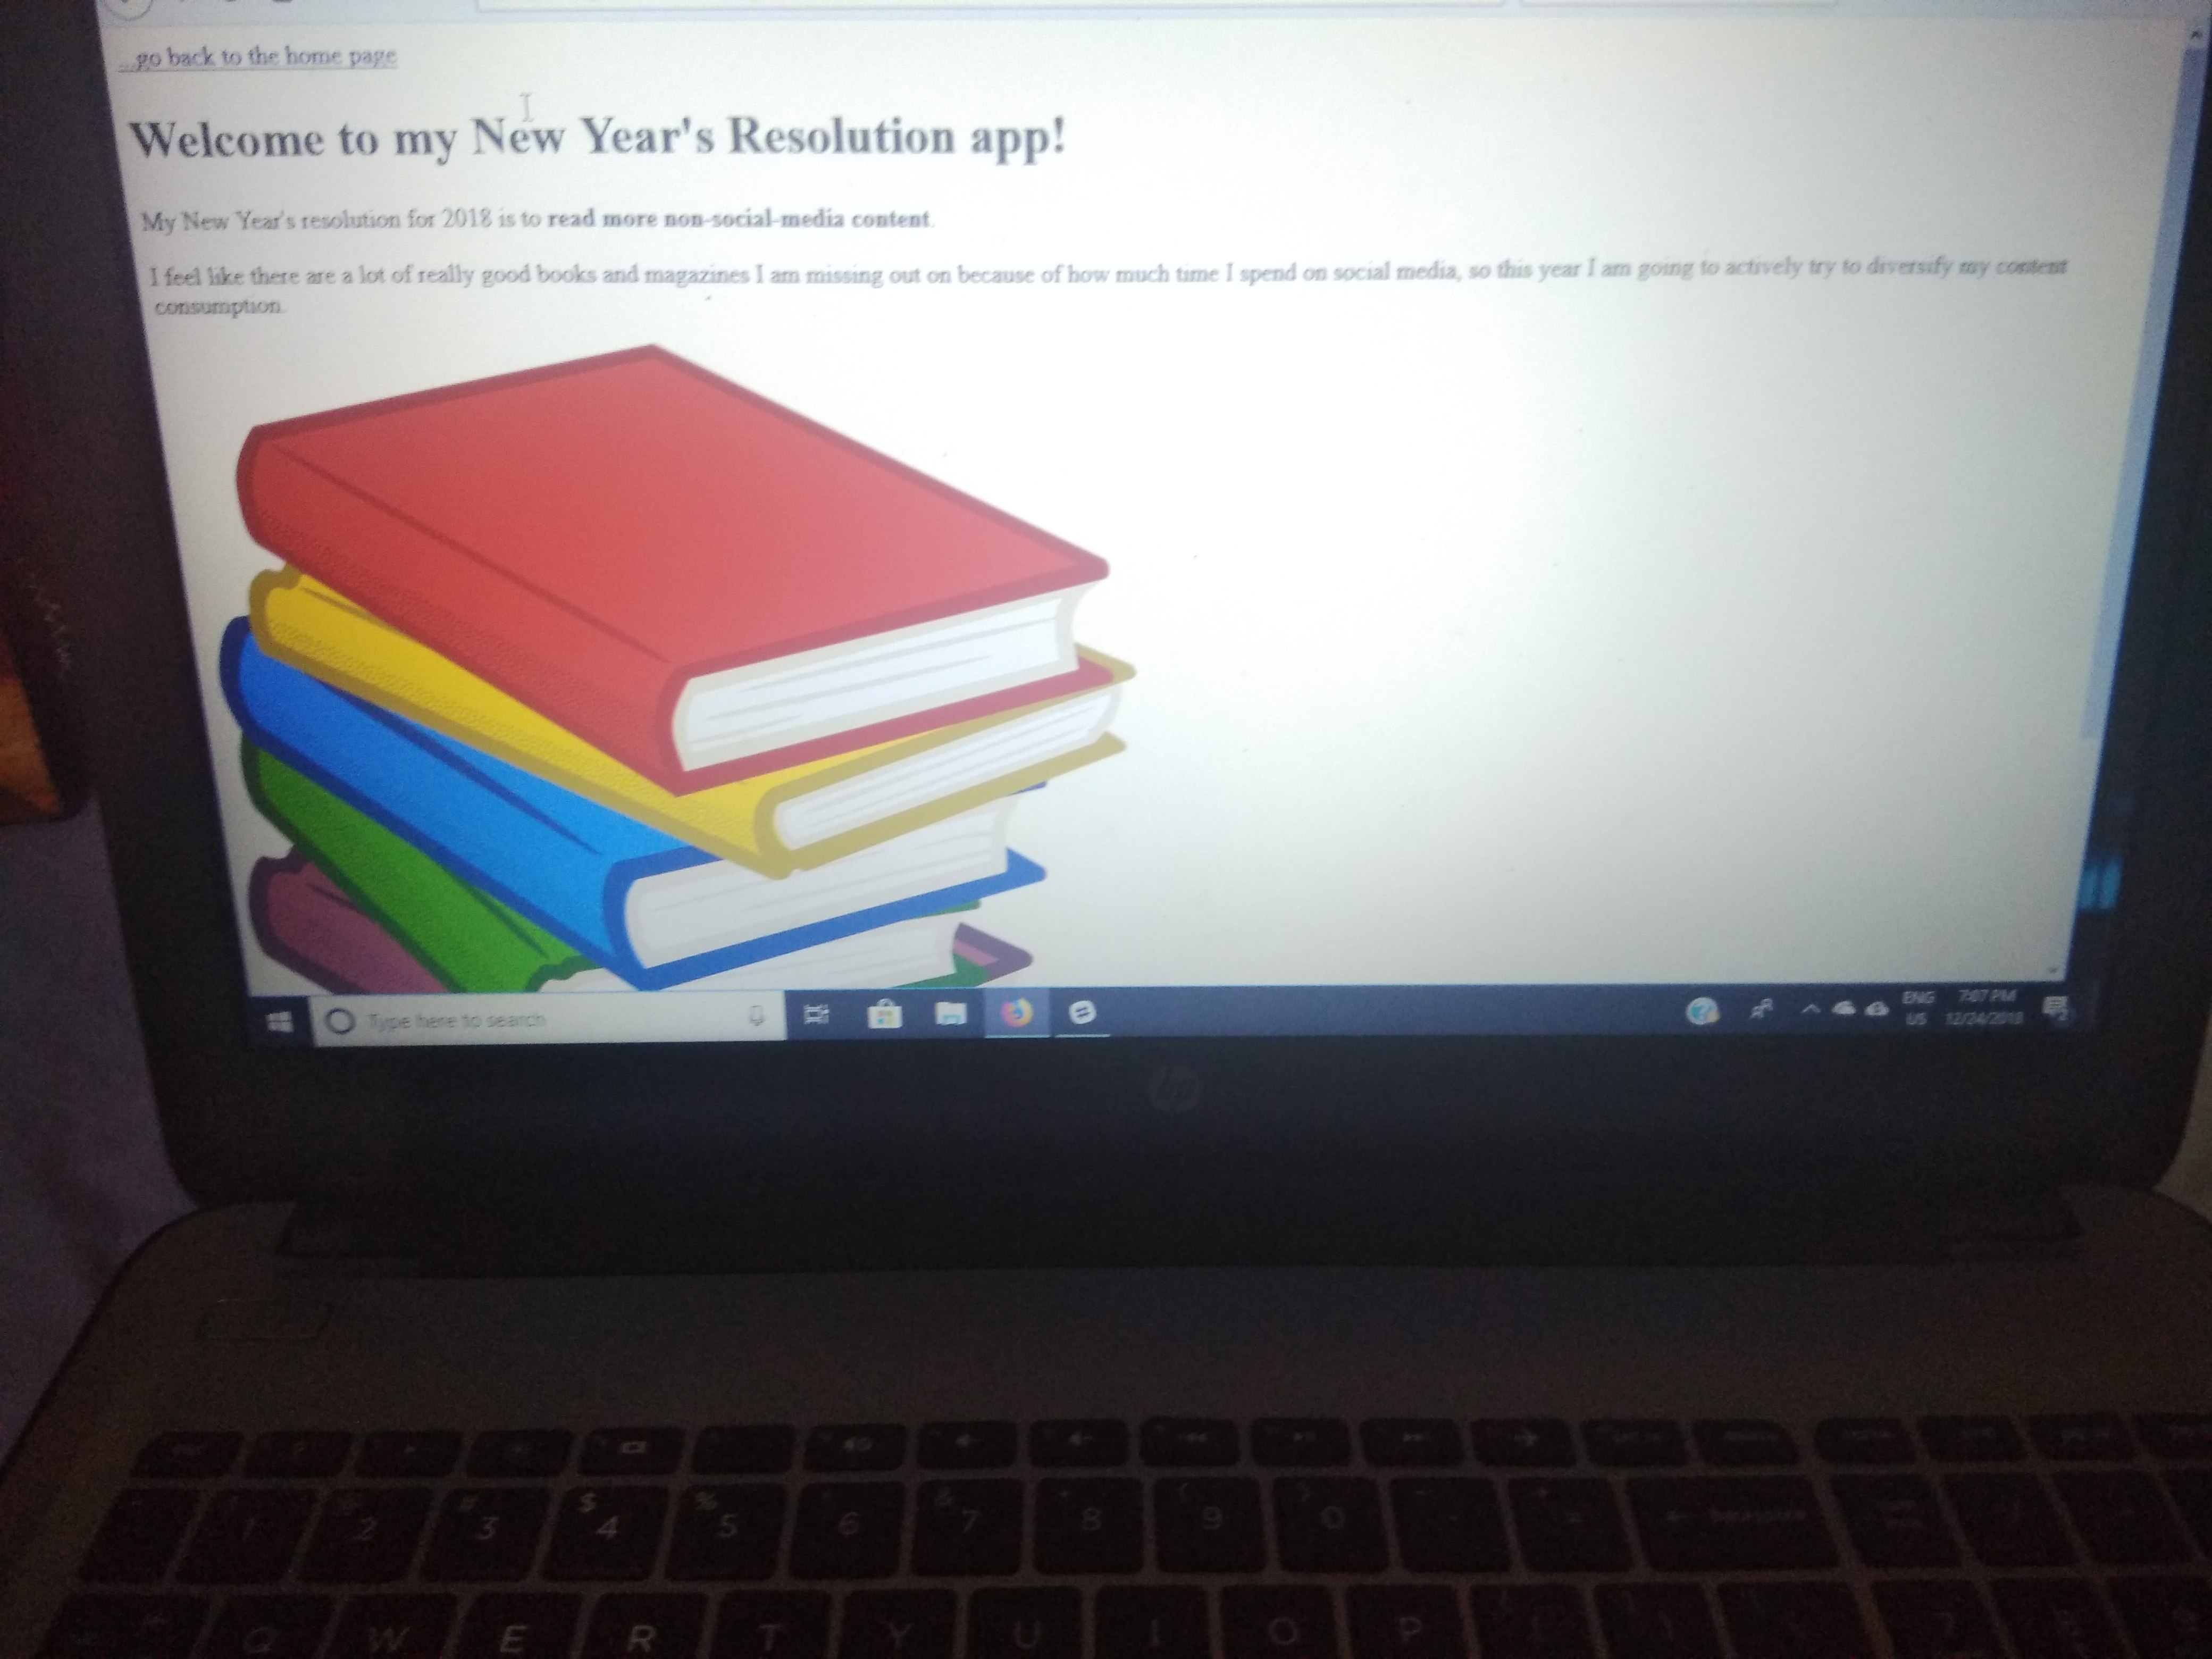 ...go back to the home page
Welcome to my New Year's Resolution app!
My New Year's resolution for 2018 is to read more non-social-media content.
I feel like there are a lot of really good books and magazines I am missing out on because of how much time I spend on social media, so this year I am going to actively try to diversify my content
consumption.
Type here to search
ENG 7:07 PM
US 12/24/2018
hp
$ %
1 2 3 4 5 6 7 8 9 0
Q W E R T Y U I O P